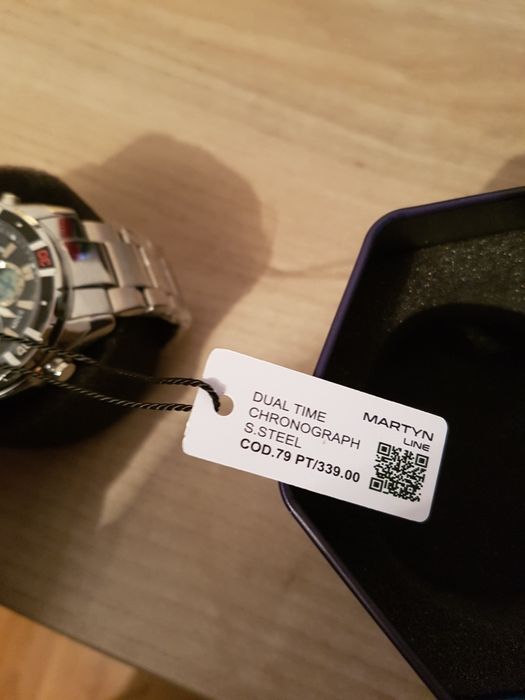 DUAL TIME
CHRONOGRAPH
S.STEEL
COD.79 PT/339.00
MARTYN
LINE